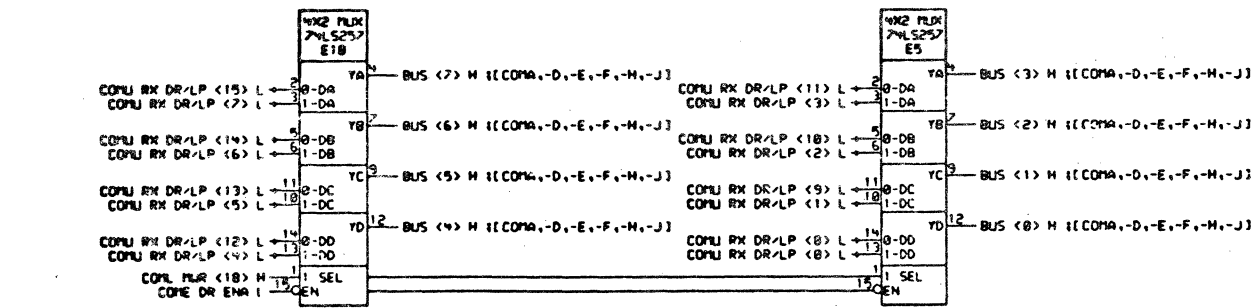 4X2 MUX 4X2 MUX
74LS257 74LS257
E18 E5
COMU RX DR/LP <15> L 2 0-DA YA 4 BUS <7> H :[COMA,-D,-E,-F,-H,-J] COMU RX DR/LP <11> L 2 0-DA YA 4 BUS <3> H :[COMA,-D,-E,-F,-H,-J]
COMU RX DR/LP <7> L 3 1-DA COMU RX DR/LP <3> L 3 1-DA
COMU RX DR/LP <14> L 5 0-DB YB 7 BUS <6> H :[COMA,-D,-E,-F,-H,-J] COMU RX DR/LP <10> L 5 0-DB YB 7 BUS <2> H :[COMA,-D,-E,-F,-H,-J]
COMU RX DR/LP <6> L 6 1-DB COMU RX DR/LP <2> L 6 1-DB
COMU RX DR/LP <13> L 11 0-DC YC 9 BUS <5> H :[COMA,-D,-E,-F,-H,-J] COMU RX DR/LP <9> L 11 0-DC YC 9 BUS <1> H :[COMA,-D,-E,-F,-H,-J]
COMU RX DR/LP <5> L 10 1-DC COMU RX DR/LP <1> L 10 1-DC
COMU RX DR/LP <12> L 14 0-DD YD 12 BUS <4> H :[COMA,-D,-E,-F,-H,-J] COMU RX DR/LP <8> L 14 0-DD YD 12 BUS <0> H :[COMA,-D,-E,-F,-H,-J]
COMU RX DR/LP <4> L 13 1-DD COMU RX DR/LP <0> L 13 1-DD
COML MWR <18> H 1 1 SEL 1 1 SEL
COME DR ENA 15 EN 15 EN